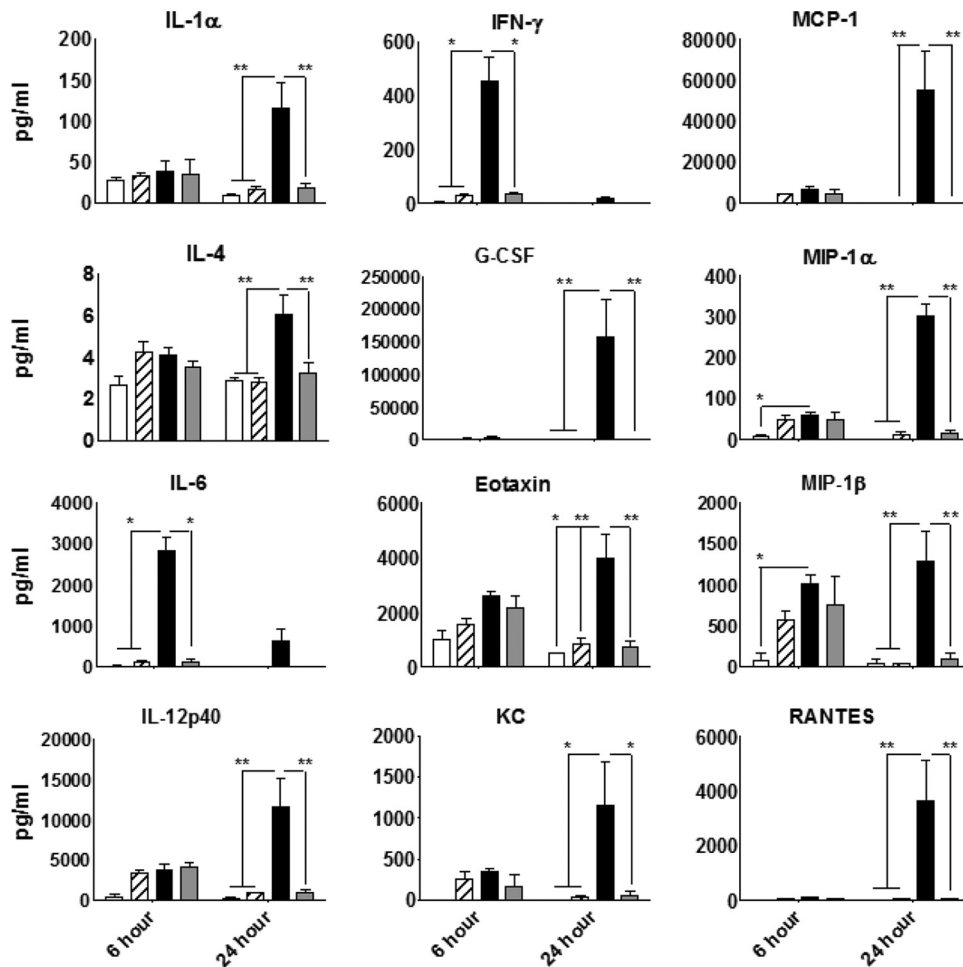 IL-1α
IFN-γ
MCP-1
pg/ml
200
150
100
50
0
** **
600
400
200
0
* *
80000
60000
40000
20000
0
** **
IL-4
G-CSF
MIP-1α
pg/ml
8
6
4
2
0
** **
250000
200000
150000
100000
50000
0
** **
400
300
200
100
0
* ** **
IL-6
Eotaxin
MIP-1β
pg/ml
4000
3000
2000
1000
0
* *
6000
4000
2000
0
* ** **
2000
1500
1000
500
0
* ** **
IL-12p40
KC
RANTES
pg/ml
20000
15000
10000
5000
0
** **
2000
1500
1000
500
0
* *
6000
4000
2000
0
** **
6 hour
24 hour
6 hour
24 hour
6 hour
24 hour